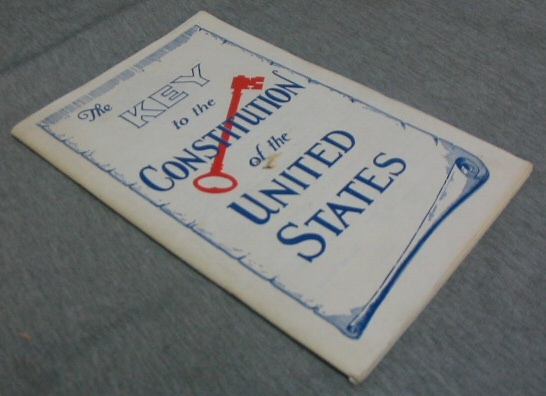 The
KEY
to the
CONSTITUTION
of the
UNITED
STATES